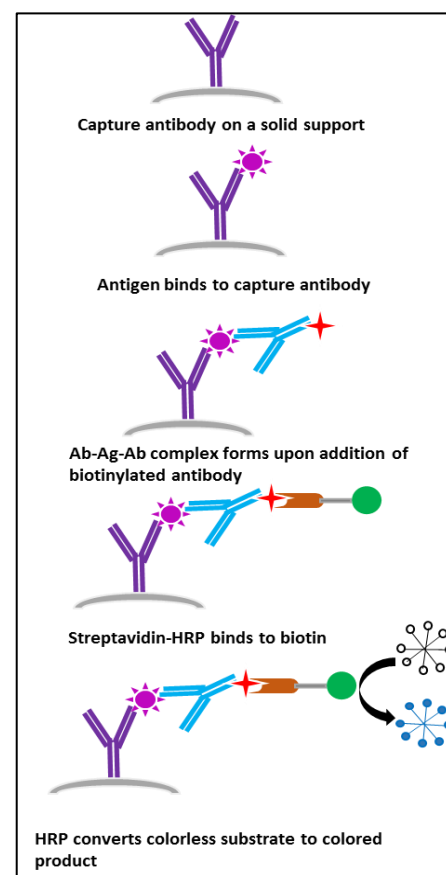 Capture antibody on a solid support
Antigen binds to capture antibody
Ab-Ag-Ab complex forms upon addition of
biotinylated antibody
Streptavidin-HRP binds to biotin
HRP converts colorless substrate to colored
product